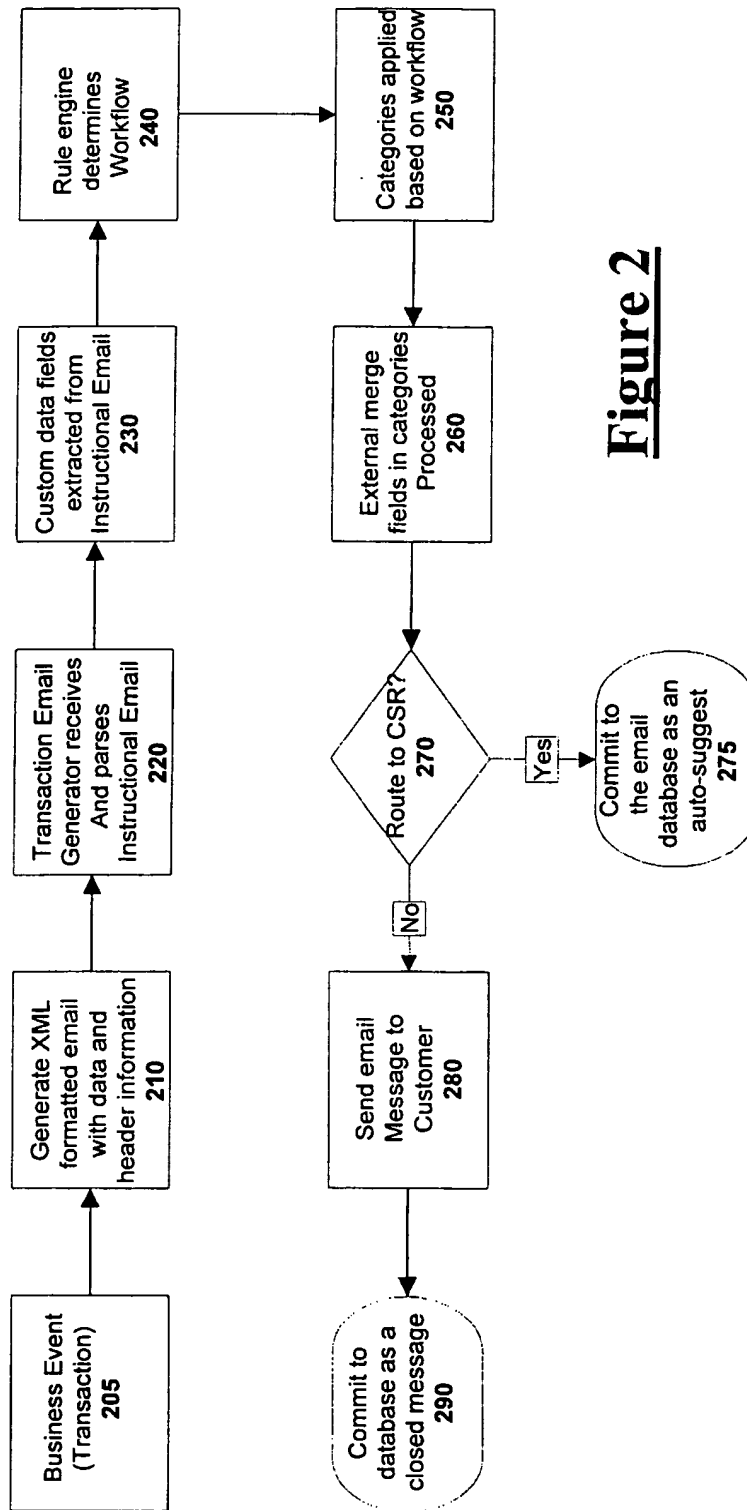 Business Event
(Transaction)
205
Generate XML
formatted email
with data and
header information
210
Transaction Email
Generator receives
And parses
Instructional Email
220
Custom data fields
extracted from
Instructional Email
230
Rule engine
determines
Workflow
240
Categories applied
based on workflow
250
External merge
fields in categories
Processed
260
Route to CSR?
270
Yes
Commit to
the email
database as an
auto-suggest
275
No
Send email
Message to
Customer
280
Commit to
database as a
closed message
290
Figure 2